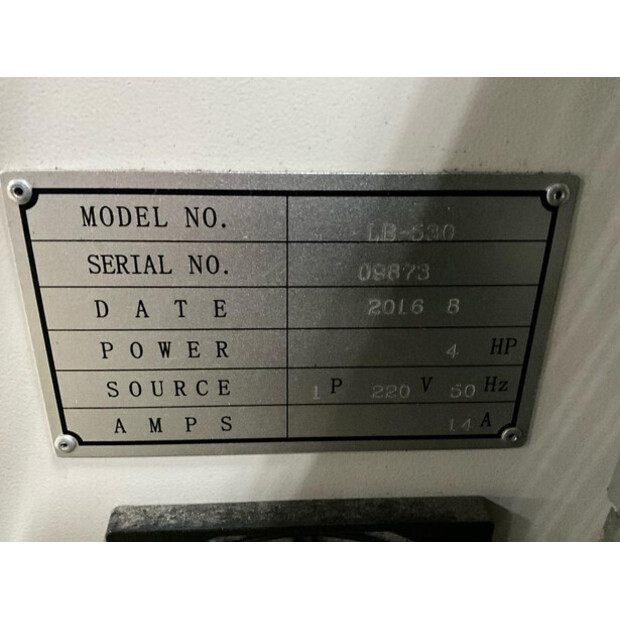 MODEL NO. LB-530
SERIAL NO. 09873
DATE 2016 8
POWER 4 HP
SOURCE 1 P 220 V 50 Hz
AMPS 14 A